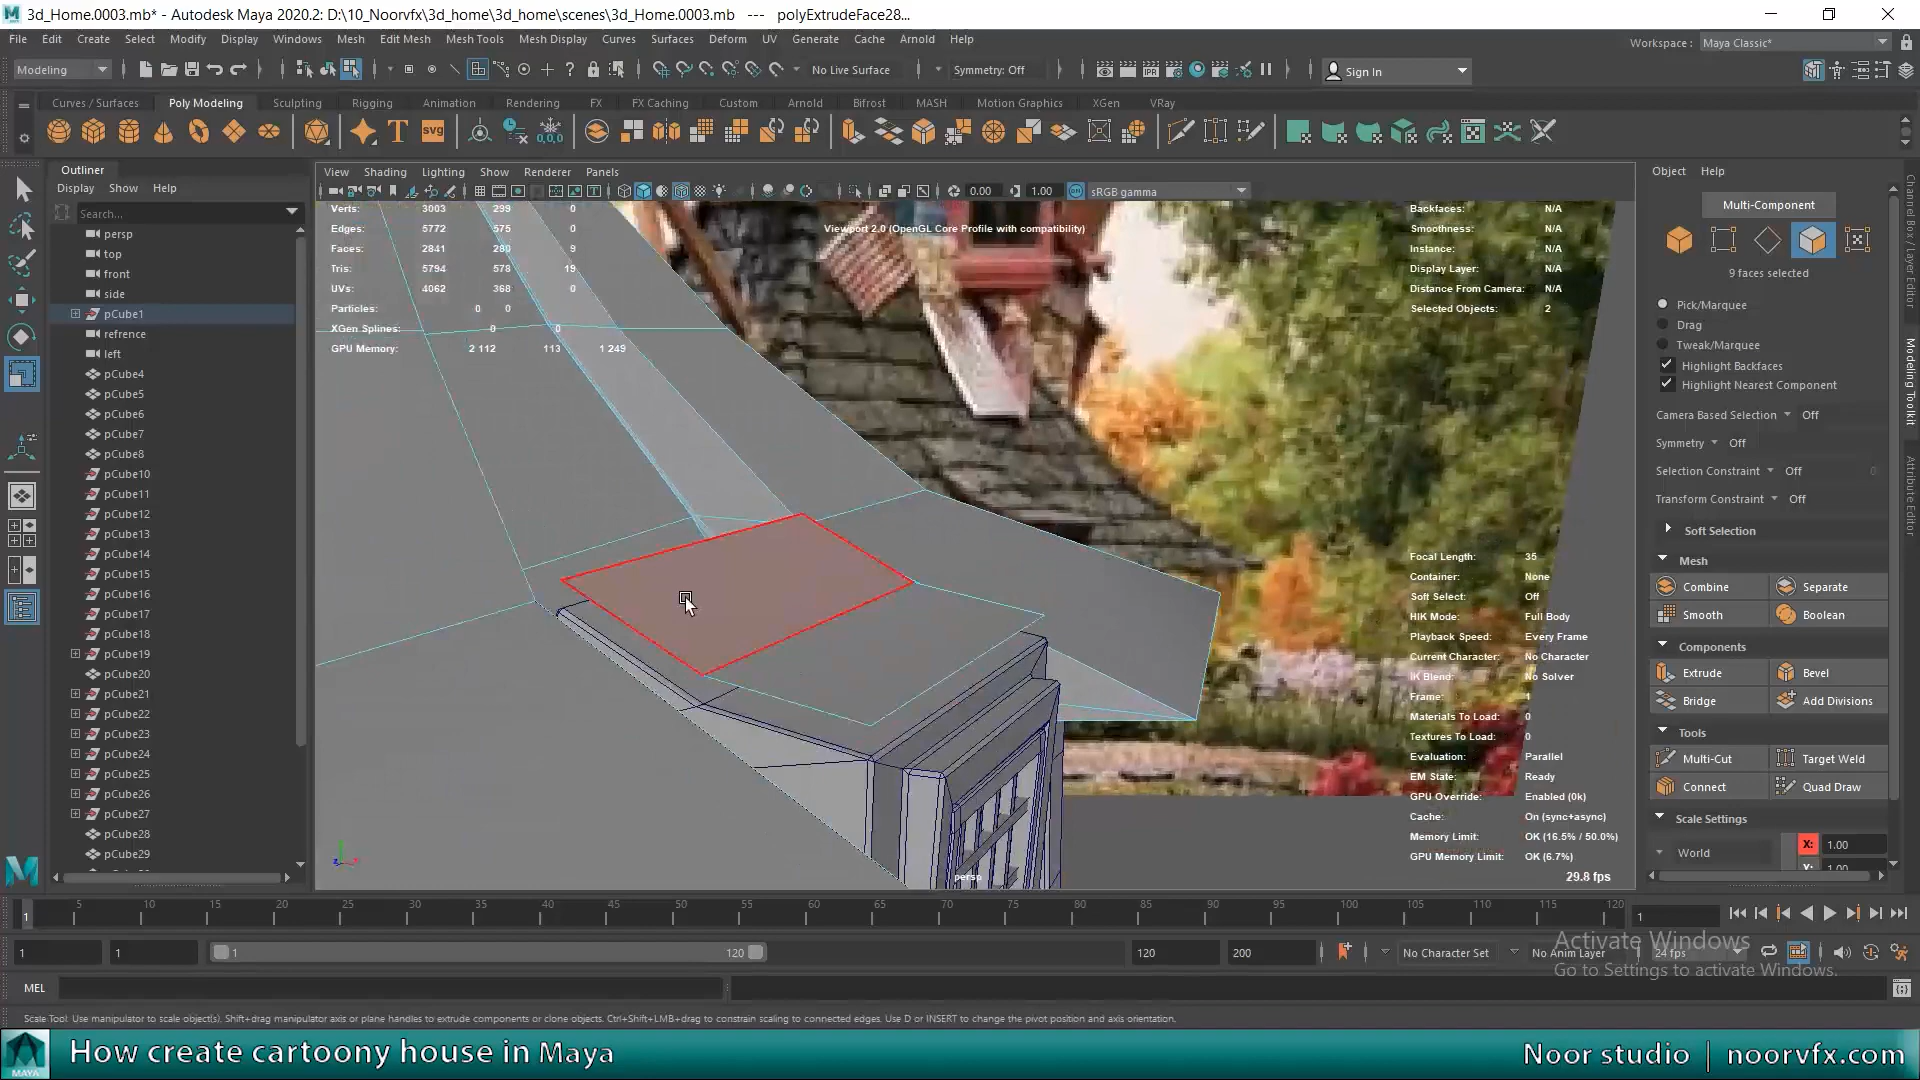 3d_Home.0003.mb* - Autodesk Maya 2020.2: D:\10_Noorvfx\3d_home\3d_home\scenes\3d_Home.0003.mb --- polyExtrudeFace28...
File Edit Create Select Modify Display Windows Mesh Edit Mesh Mesh Tools Mesh Display Curves Surfaces Deform UV Generate Cache Arnold Help
Workspace : Maya Classic*
Modeling No Live Surface Symmetry: Off Sign In
Curves / Surfaces Poly Modeling Sculpting Rigging Animation Rendering FX FX Caching Custom Arnold Bifrost MASH Motion Graphics XGen VRay
SVG 0,0,0
Outliner
Display Show Help
Search...
persp
top
front
side
pCube1
refrence
left
pCube4
pCube5
pCube6
pCube7
pCube8
pCube10
pCube11
pCube12
pCube13
pCube14
pCube15
pCube16
pCube17
pCube18
pCube19
pCube20
pCube21
pCube22
pCube23
pCube24
pCube25
pCube26
pCube27
pCube28
pCube29
View Shading Lighting Show Renderer Panels
0.00 1.00 sRGB gamma
Verts: 3003 299 0
Edges: 5772 575 0
Faces: 2841 280 9
Tris: 5794 578 19
UVs: 4062 368 0
Particles: 0 0
XGen Splines: 0 0
GPU Memory: 2 112 113 1 249
Viewport 2.0 (OpenGL Core Profile with compatibility)
Backfaces: N/A
Smoothness: N/A
Instance: N/A
Display Layer: N/A
Distance From Camera: N/A
Selected Objects: 2
Focal Length: 35
Container: None
Soft Select: Off
HIK Mode: Full Body
Playback Speed: Every Frame
Current Character: No Character
IK Blend: No Solver
Frame: 1
Materials To Load: 0
Textures To Load: 0
Evaluation: Parallel
EM State: Ready
GPU Override: Enabled (0k)
Cache: On (sync+async)
Memory Limit: OK (16.5% / 50.0%)
GPU Memory Limit: OK (6.7%)
29.8 fps
persp
Object Help
Multi-Component
9 faces selected
Pick/Marquee
Drag
Tweak/Marquee
Highlight Backfaces
Highlight Nearest Component
Camera Based Selection Off
Symmetry Off
Selection Constraint Off 0
Transform Constraint Off
Soft Selection
Mesh
Combine Separate
Smooth Boolean
Components
Extrude Bevel
Bridge Add Divisions
Tools
Multi-Cut Target Weld
Connect Quad Draw
Scale Settings
World X: 1.00
Y: 1.00
Channel Box / Layer Editor
Modeling Toolkit
Attribute Editor
1 5 10 15 20 25 30 35 40 45 50 55 60 65 70 75 80 85 90 95 100 105 110 115 120 1
1 1 1 120 120 200 No Character Set No Anim Layer 24 fps
Activate Windows
Go to Settings to activate Windows.
MEL
Scale Tool: Use manipulator to scale object(s). Shift+drag manipulator axis or plane handles to extrude components or clone objects. Ctrl+Shift+LMB+drag to constrain scaling to connected edges. Use D or INSERT to change the pivot position and axis orientation.
MAYA
How create cartoony house in Maya
Noor studio | noorvfx.com